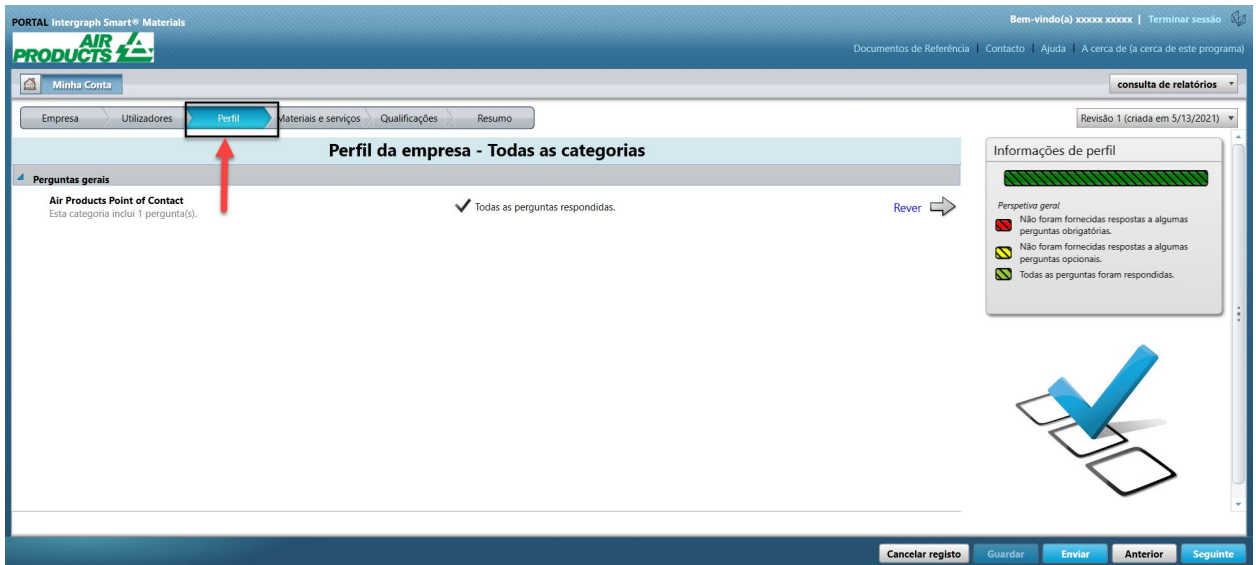 PORTAL Intergraph Smart® Materials
Bem-vindo(a) xxxxx xxxxx | Terminar sessão
AIR
PRODUCTS
Documentos de Referência | Contacto | Ajuda | A cerca de (a cerca de este programa)
Minha Conta
consulta de relatórios
Empresa
Utilizadores
Perfil
Materiais e serviços
Qualificações
Resumo
Revisão 1 (criada em 5/13/2021)
Perfil da empresa - Todas as categorias
Perguntas gerais
Air Products Point of Contact
Esta categoria inclui 1 pergunta(s).
Todas as perguntas respondidas.
Rever
Informações de perfil
Perspetiva geral
Não foram fornecidas respostas a algumas
perguntas obrigatórias.
Não foram fornecidas respostas a algumas
perguntas opcionais.
Todas as perguntas foram respondidas.
Cancelar registo
Guardar
Enviar
Anterior
Seguinte